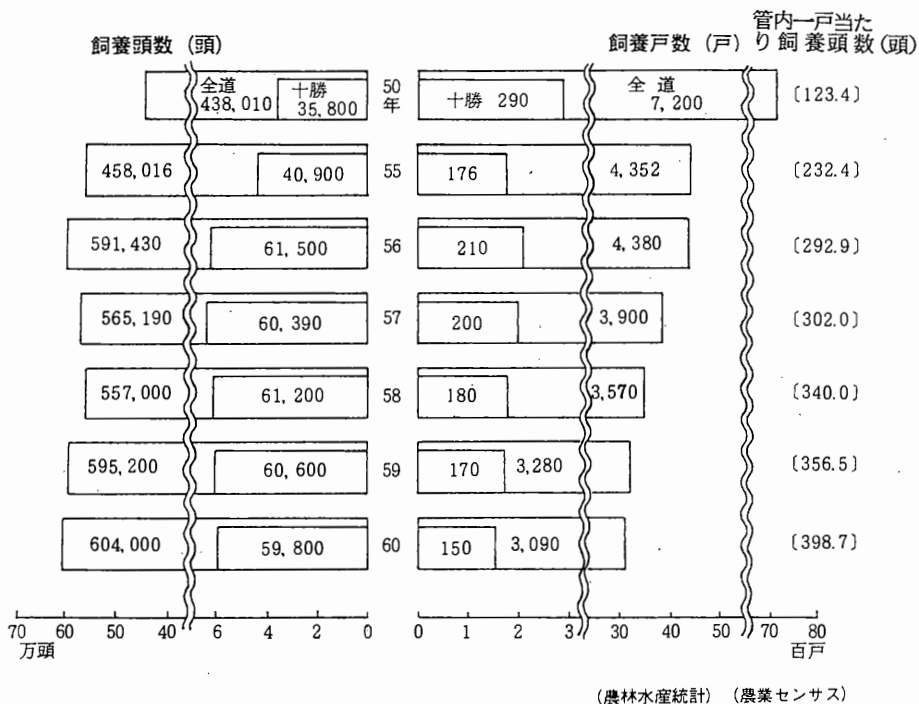 飼養頭数（頭）　飼養戸数（戸）　管内一戸当たり飼養頭数(頭)
全道 438,010　十勝 35,800　50年　十勝 290　全道 7,200　〔123.4〕
458,016　40,900　55　176　4,352　〔232.4〕
591,430　61,500　56　210　4,380　〔292.9〕
565,190　60,390　57　200　3,900　〔302.0〕
557,000　61,200　58　180　3,570　〔340.0〕
595,200　60,600　59　170　3,280　〔356.5〕
604,000　59,800　60　150　3,090　〔398.7〕
70　60　50　40　6　4　2　0　0　1　2　3　30　40　50　70　80
万頭　百戸
（農林水産統計）（農業センサス）